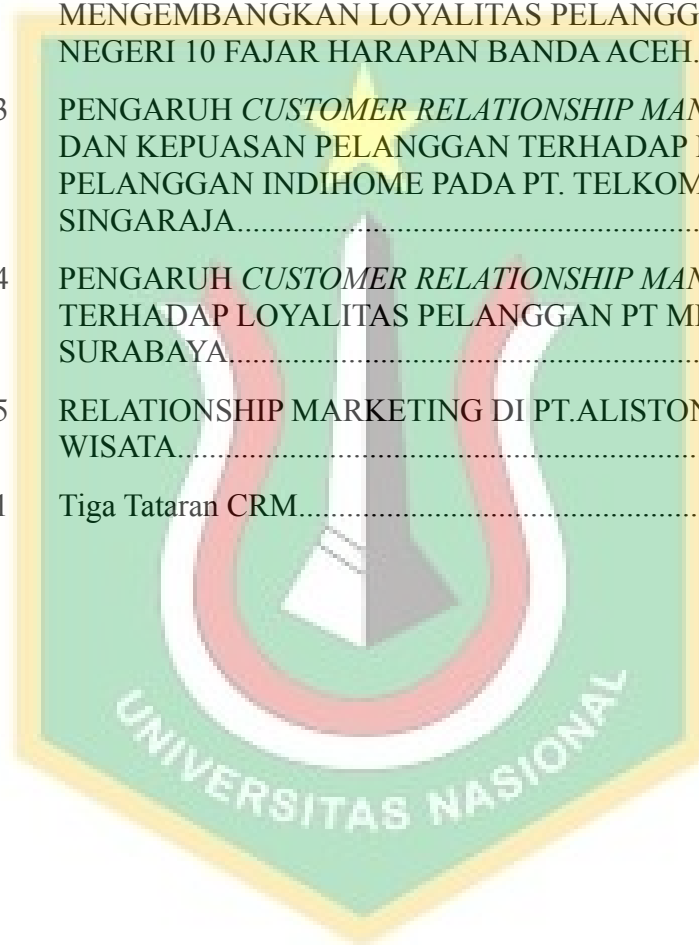 MENGEMBANGKAN LOYALITAS PELANGG
NEGERI 10 FAJAR HARAPAN BANDA ACEH.
3 PENGARUH CUSTOMER RELATIONSHIP MAN
DAN KEPUASAN PELANGGAN TERHADAP
PELANGGAN INDIHOME PADA PT. TELKOM
SINGARAJA....................................................
4 PENGARUH CUSTOMER RELATIONSHIP MAN
TERHADAP LOYALITAS PELANGGAN PT
SURABAYA....................................................
5 RELATIONSHIP MARKETING DI PT.ALISTON
WISATA............................................................
1 Tiga Tataran CRM............................................
UNIVERSITAS NASIONAL